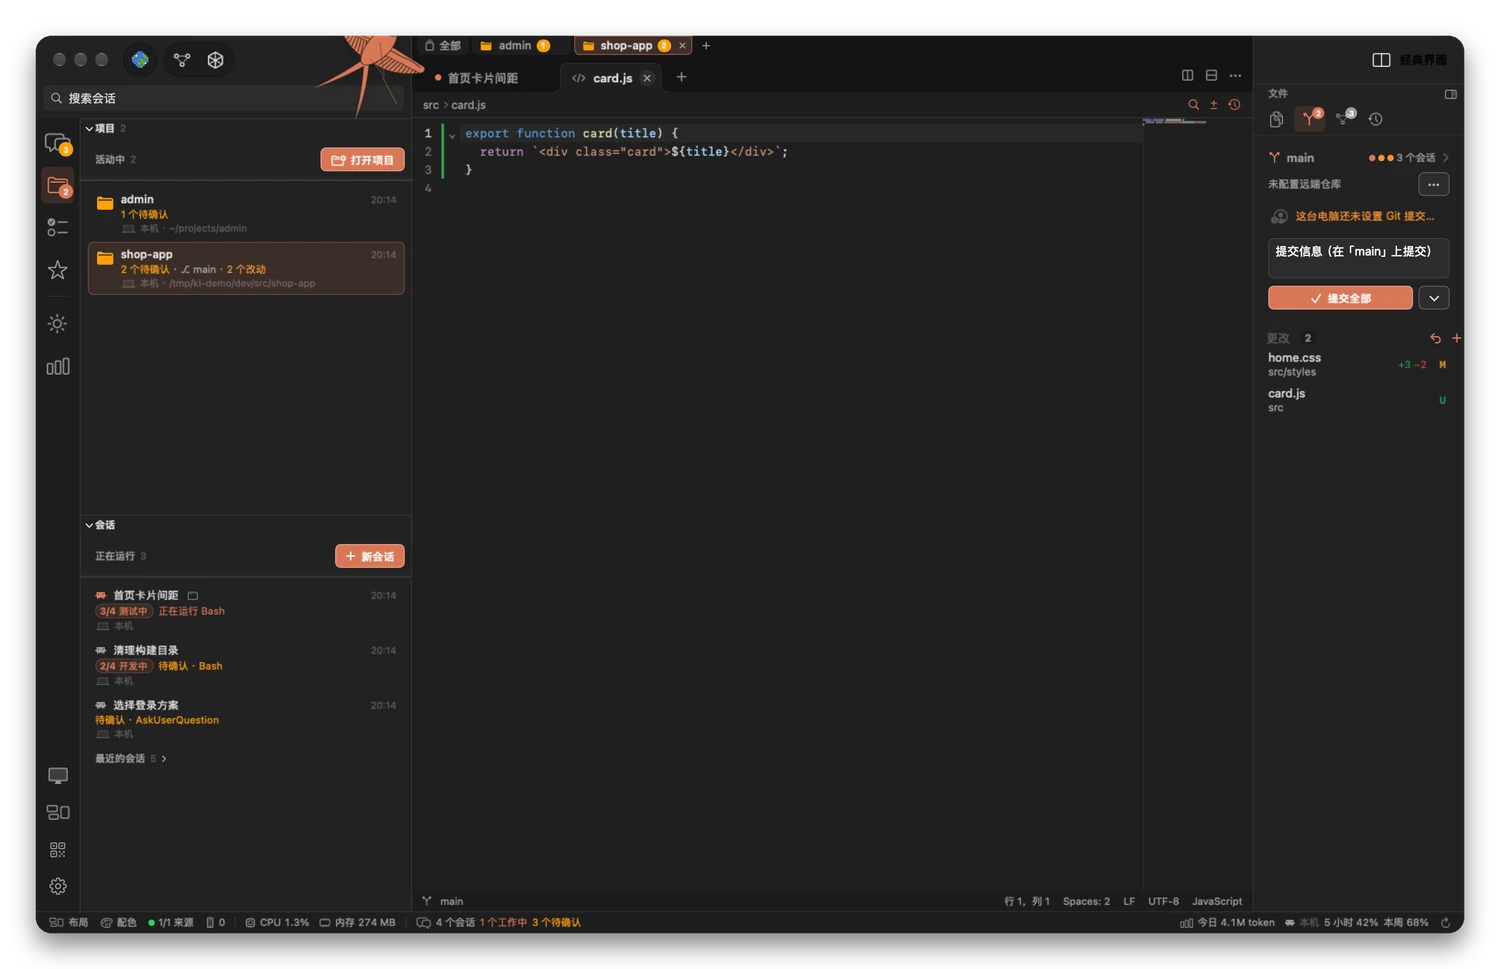 搜索会话
3
2
项目 2
活动中 2
打开项目
admin 20:14
1 个待确认
本机 · ~/projects/admin
shop-app 20:14
2 个待确认 · main · 2 个改动
本机 · /tmp/kl-demo/dev/src/shop-app
会话
正在运行 3
+ 新会话
首页卡片间距 20:14
3/4 测试中 正在运行 Bash
本机
清理构建目录 20:14
2/4 开发中 待确认 · Bash
本机
选择登录方案 20:14
待确认 · AskUserQuestion
本机
最近的会话 5 >
全部 admin 1 shop-app 2 × +
首页卡片间距 </> card.js × +
src > card.js
1 export function card(title) {
2 return `<div class="card">${title}</div>`;
3 }
4
main 行 1，列 1 Spaces: 2 LF UTF-8 JavaScript
经典界面
文件
2 3
main 3 个会话 >
未配置远端仓库 ...
这台电脑还未设置 Git 提交...
提交信息（在「main」上提交）
提交全部
更改 2
home.css
src/styles +3 −2 M
card.js
src U
布局 配色 1/1 来源 0 CPU 1.3% 内存 274 MB 4 个会话 1 个工作中 3 个待确认 今日 4.1M token 本机 5 小时 42% 本周 68%